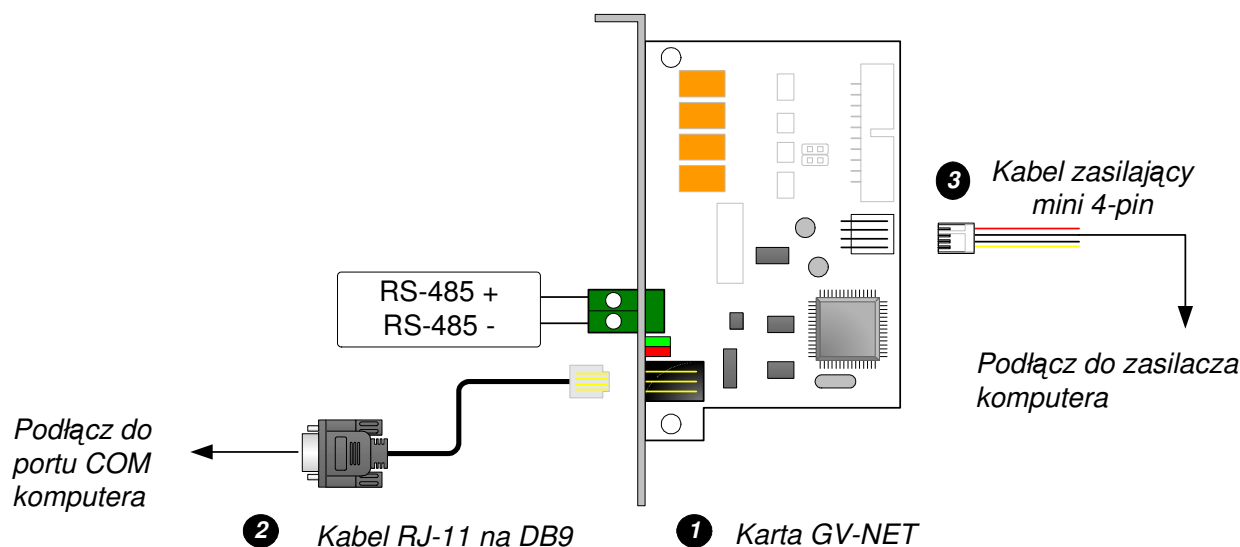 3 Kabel zasilający
mini 4-pin
RS-485 +
RS-485 -
Podłącz do zasilacza
komputera
Podłącz do
portu COM
komputera
2 Kabel RJ-11 na DB9
1 Karta GV-NET